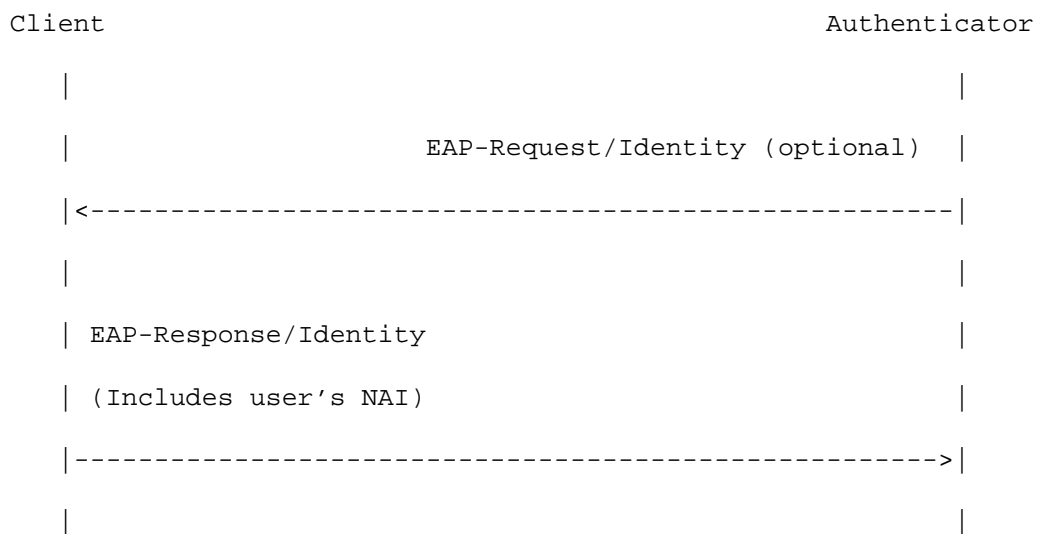 Client                                             Authenticator
   |                                                       |
   |                      EAP-Request/Identity (optional)  |
   |<------------------------------------------------------|
   |                                                       |
   | EAP-Response/Identity                                 |
   | (Includes user's NAI)                                 |
   |------------------------------------------------------>|
   |                                                       |